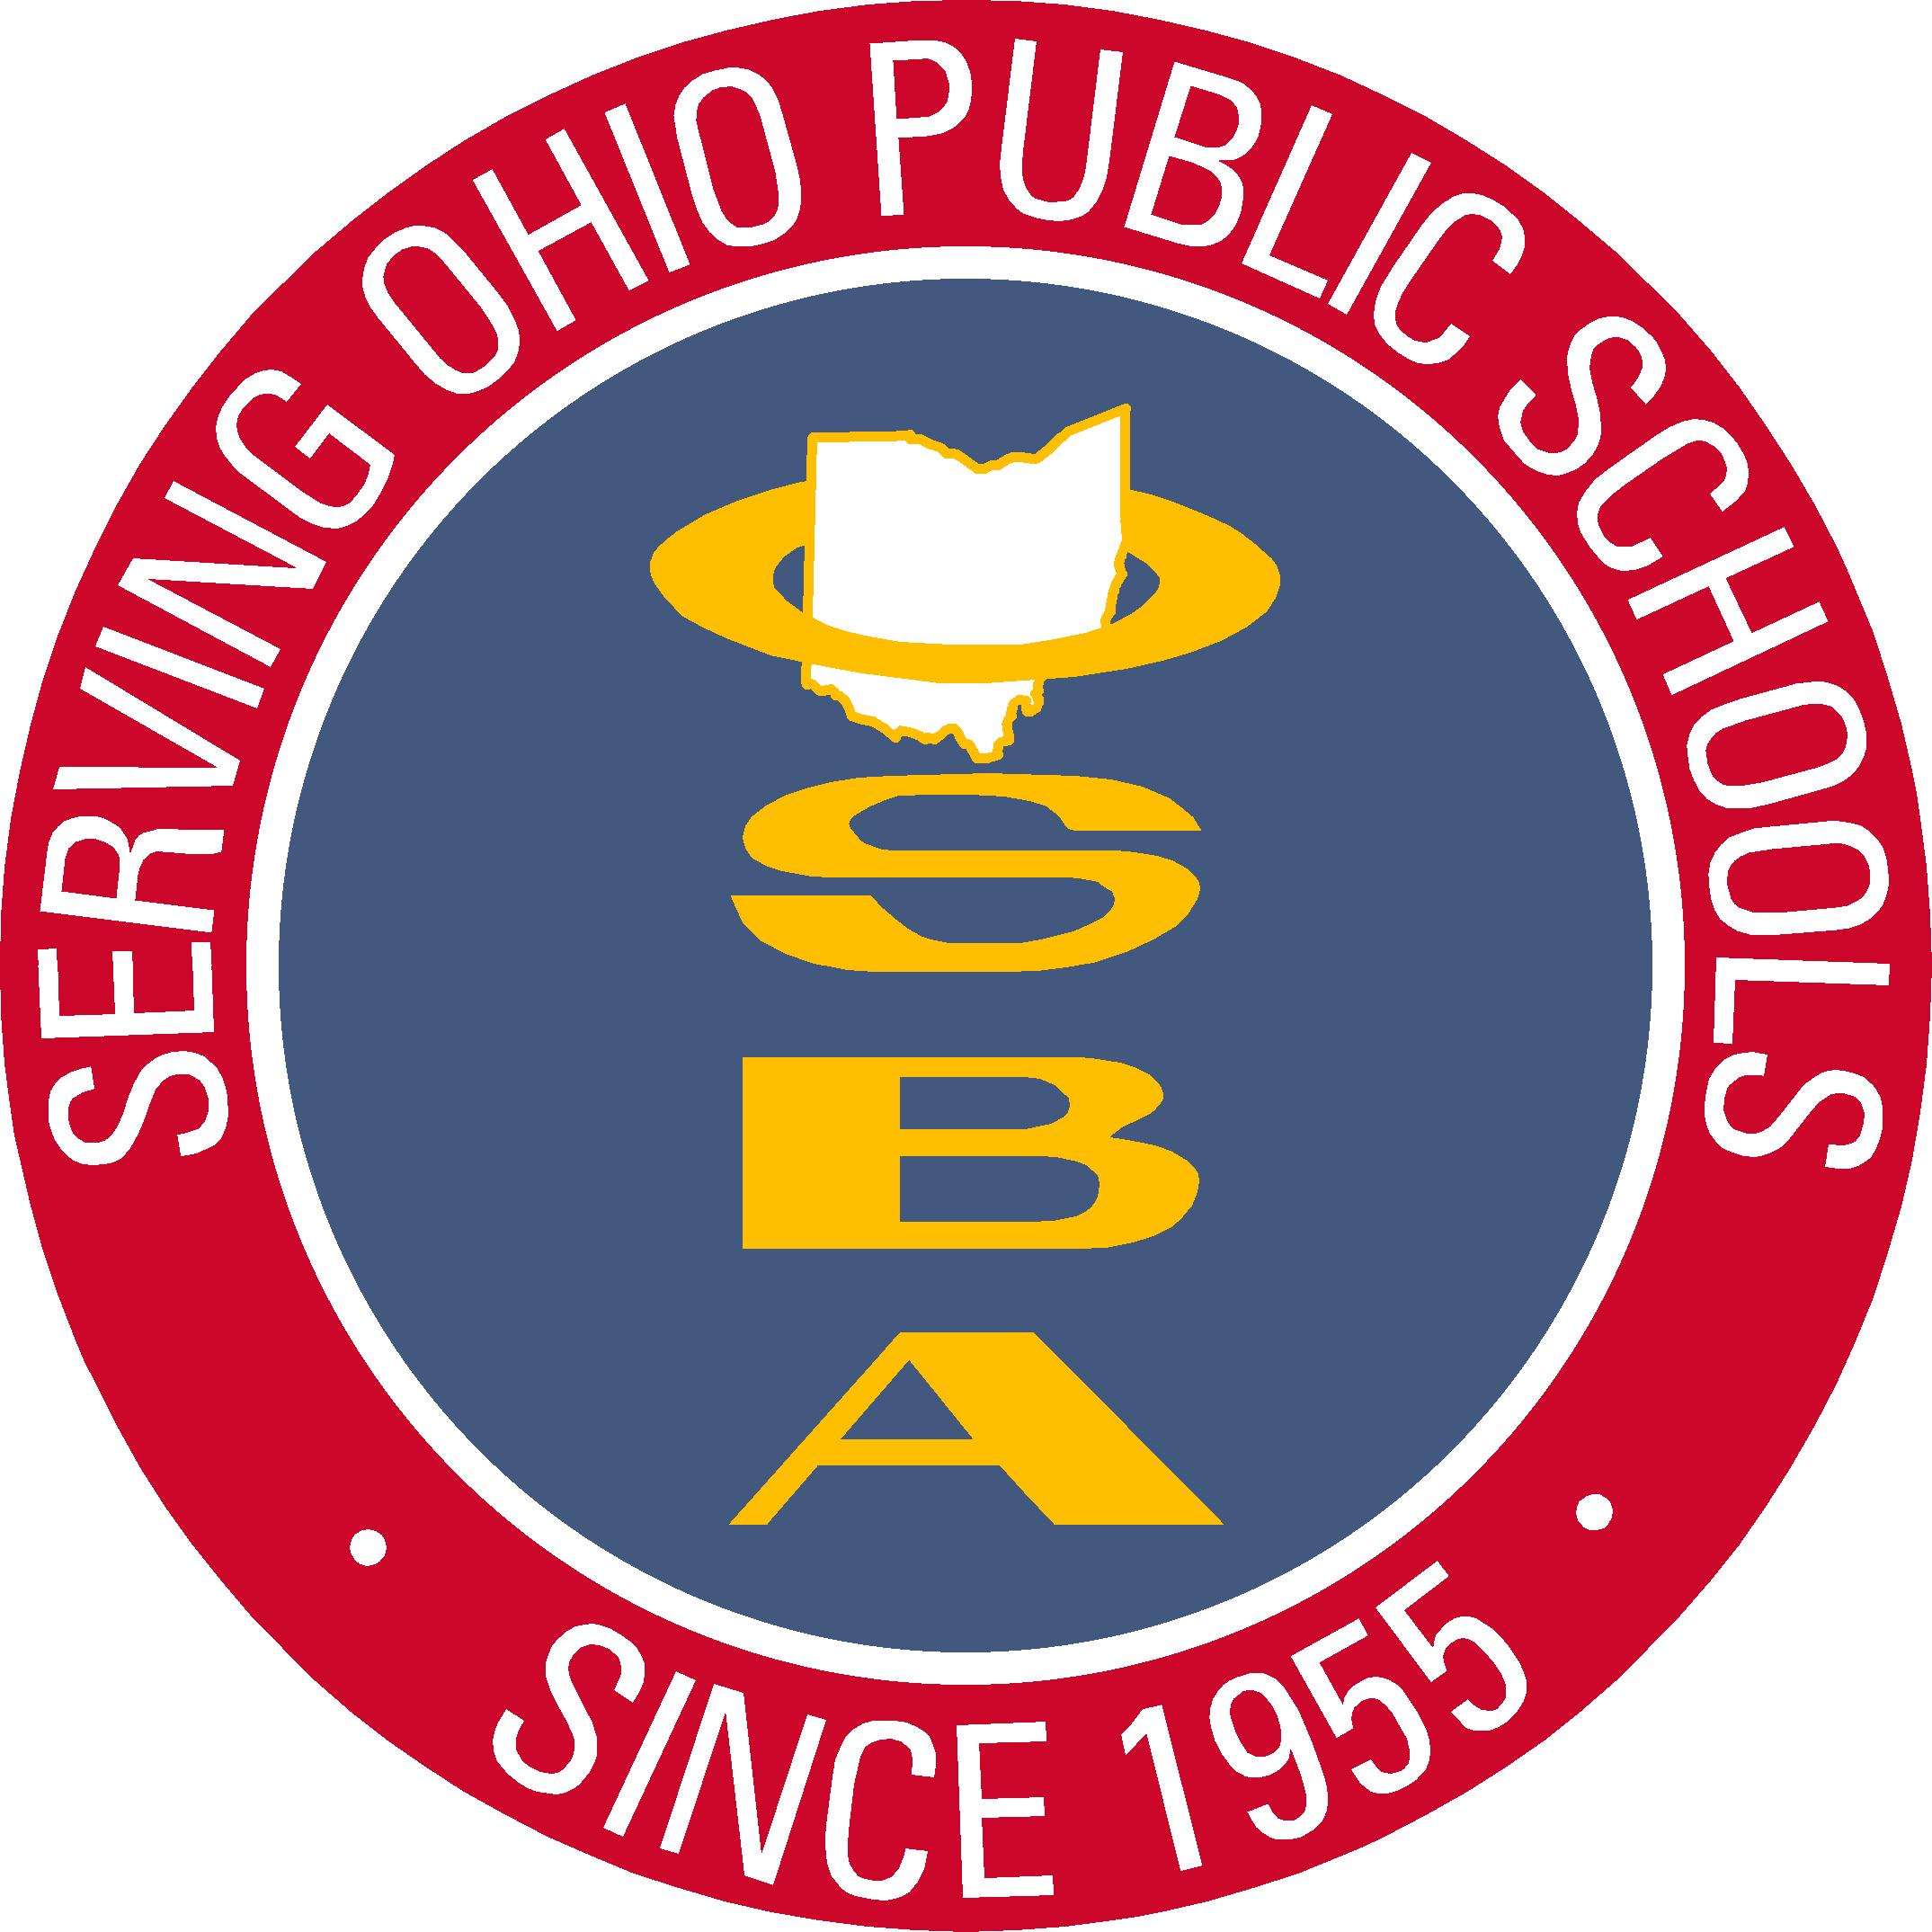 SERVING OHIO PUBLIC SCHOOLS
O
S
B
A
• SINCE 1955 •